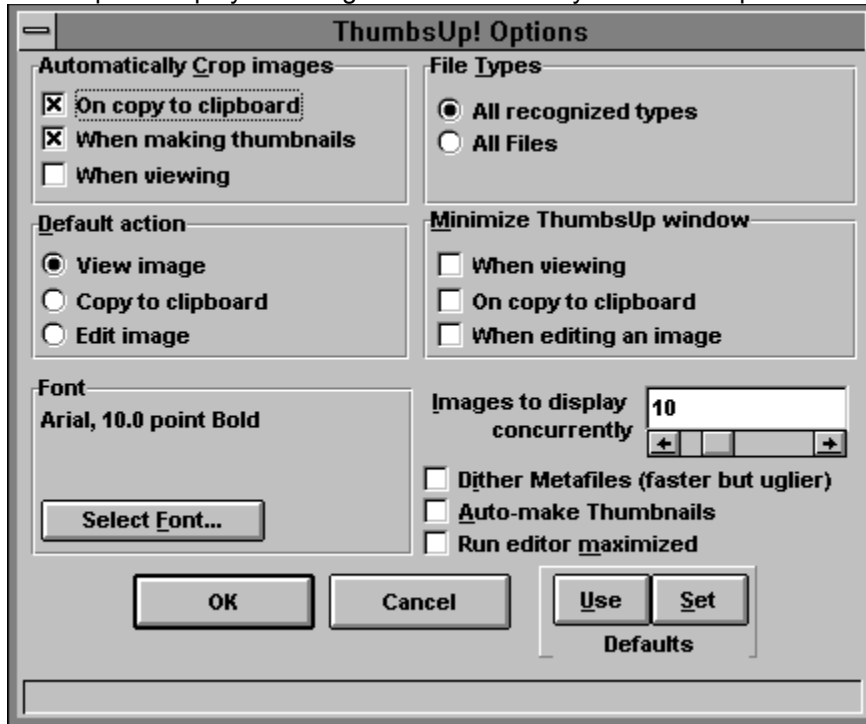 ThumbsUp! Options
Automatically Crop images
On copy to clipboard
When making thumbnails
When viewing
File Types
All recognized types
All Files
Default action
View image
Copy to clipboard
Edit image
Minimize ThumbsUp window
When viewing
On copy to clipboard
When editing an image
Font
Arial, 10.0 point Bold
Select Font...
Images to display
concurrently
10
Dither Metafiles (faster but uglier)
Auto-make Thumbnails
Run editor maximized
OK
Cancel
Use
Set
Defaults